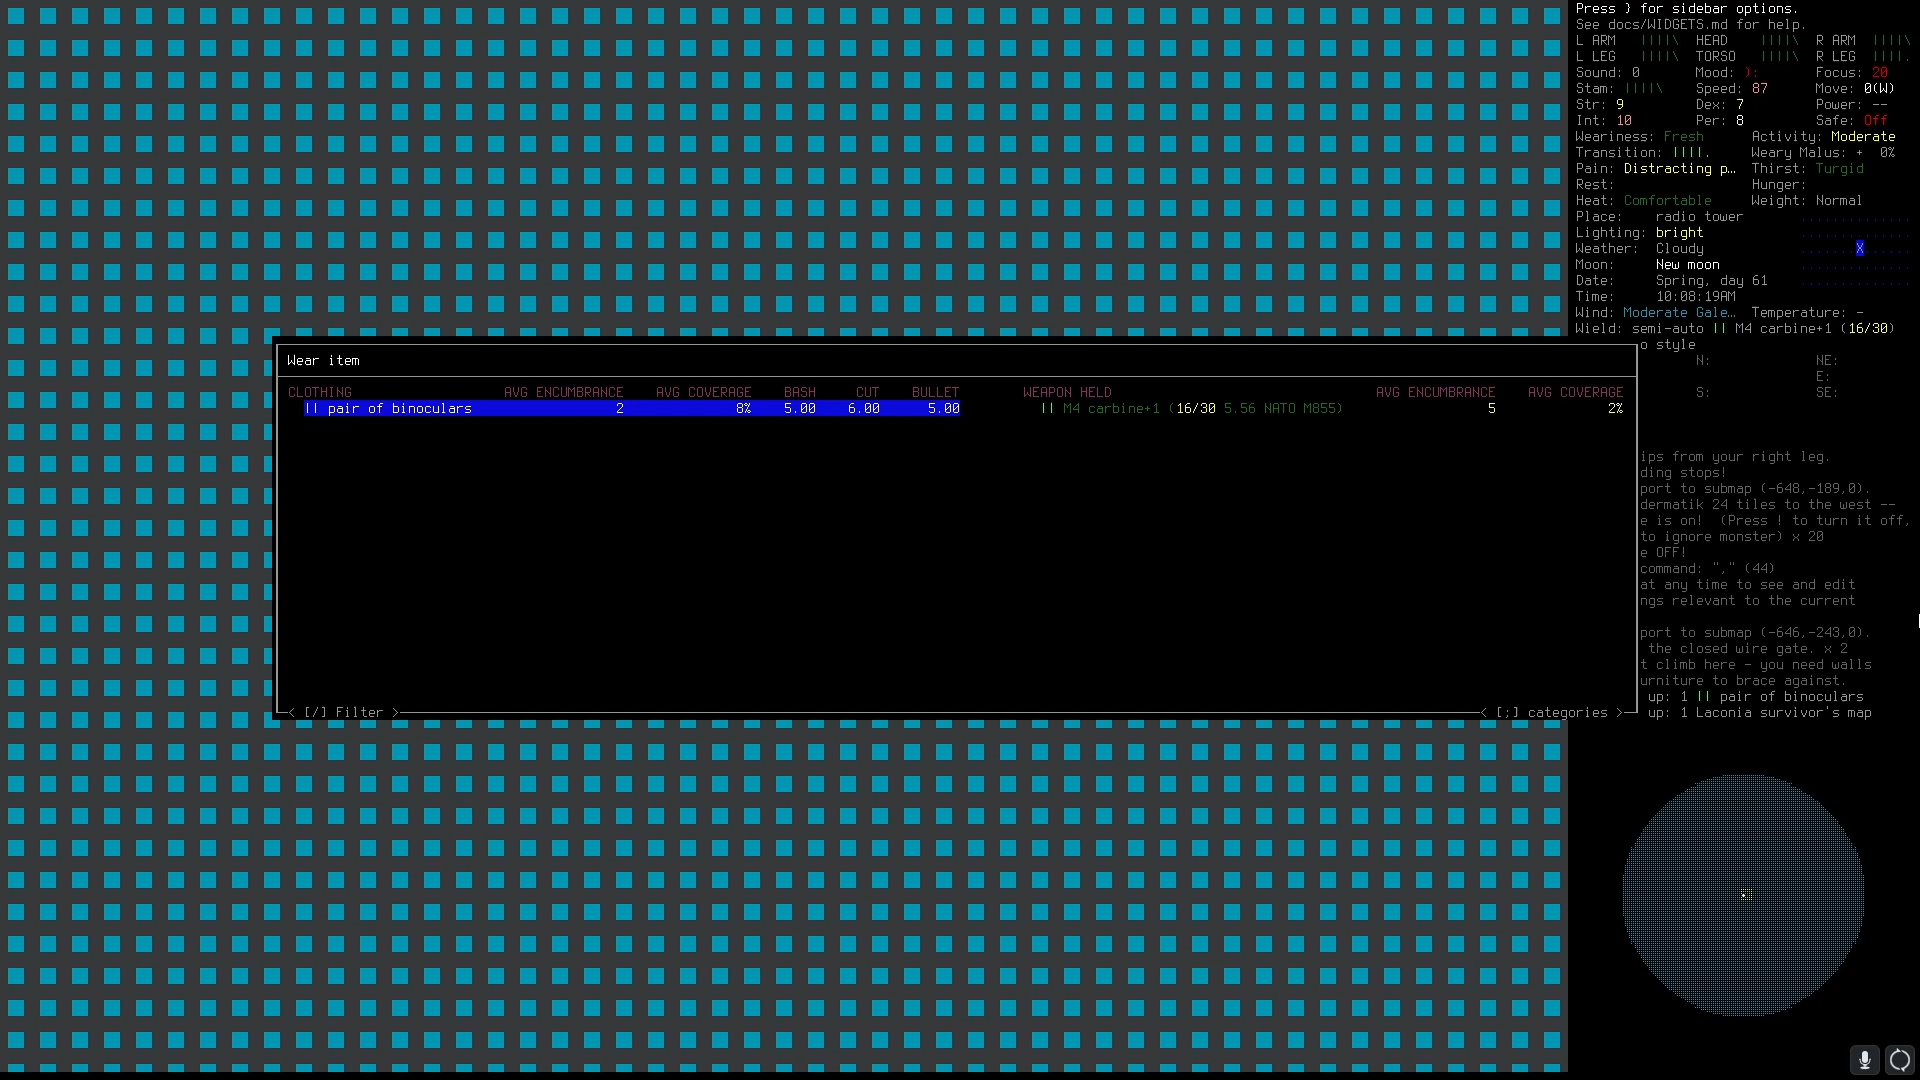 Press } for sidebar options.
See docs/WIDGETS.md for help.
L ARM ||||\ HEAD ||||\ R ARM ||||\
L LEG ||||\ TORSO ||||\ R LEG ||||.
Sound: 0 Mood: ): Focus: 20
Stam: ||||\ Speed: 87 Move: 0(W)
Str: 9 Dex: 7 Power: --
Int: 10 Per: 8 Safe: Off
Weariness: Fresh Activity: Moderate
Transition: ||||. Weary Malus: + 0%
Pain: Distracting p… Thirst: Turgid
Rest: Hunger:
Heat: Comfortable Weight: Normal
Place: radio tower
Lighting: bright
Weather: Cloudy X
Moon: New moon
Date: Spring, day 61
Time: 10:08:19AM
Wind: Moderate Gale… Temperature: -
Wield: semi-auto || M4 carbine+1 (16/30)
o style
N: NE:
E:
S: SE:
Wear item
CLOTHING AVG ENCUMBRANCE AVG COVERAGE BASH CUT BULLET WEAPON HELD AVG ENCUMBRANCE AVG COVERAGE
|| pair of binoculars 2 8% 5.00 6.00 5.00 || M4 carbine+1 (16/30 5.56 NATO M855) 5 2%
< [/] Filter > < [;] categories >
ips from your right leg.
ding stops!
port to submap (-648,-189,0).
dermatik 24 tiles to the west --
e is on! (Press ! to turn it off,
to ignore monster) x 20
e OFF!
command: "," (44)
at any time to see and edit
ngs relevant to the current
port to submap (-646,-243,0).
the closed wire gate. x 2
t climb here - you need walls
urniture to brace against.
up: 1 || pair of binoculars
up: 1 Laconia survivor's map